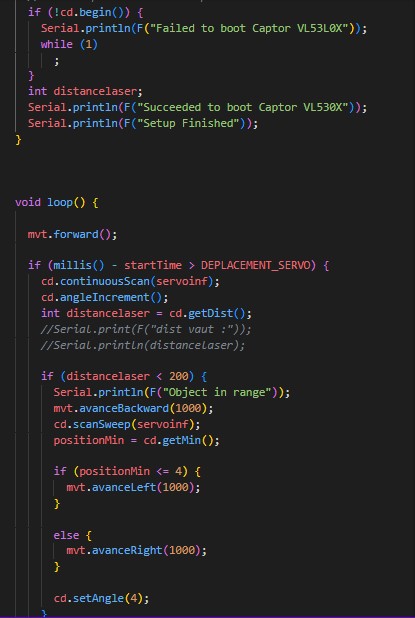 if (!cd.begin()) {
Serial.println(F("Failed to boot Captor VL53L0X"));
while (1)
;
}
int distancelaser;
Serial.println(F("Succeeded to boot Captor VL530X"));
Serial.println(F("Setup Finished"));
}
void loop() {
mvt.forward();
if (millis() - startTime > DEPLACEMENT_SERVO) {
cd.continuousScan(servoinf);
cd.angleIncrement();
int distancelaser = cd.getDist();
//Serial.print(F("dist vaut :"));
//Serial.println(distancelaser);
if (distancelaser < 200) {
Serial.println(F("Object in range"));
mvt.avanceBackward(1000);
cd.scanSweep(servoinf);
positionMin = cd.getMin();
if (positionMin <= 4) {
mvt.avanceLeft(1000);
}
else {
mvt.avanceRight(1000);
}
cd.setAngle(4);
}